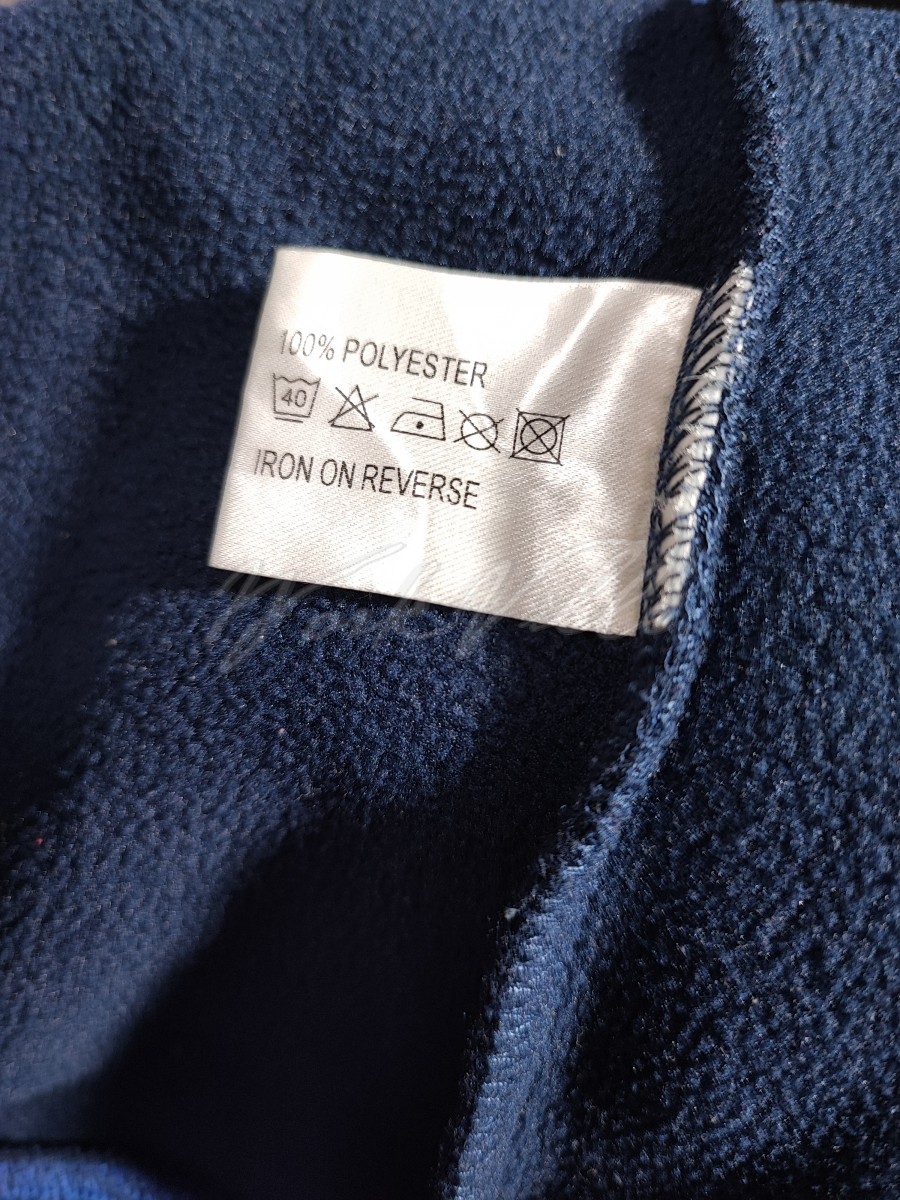 100% POLYESTER
40
IRON ON REVERSE